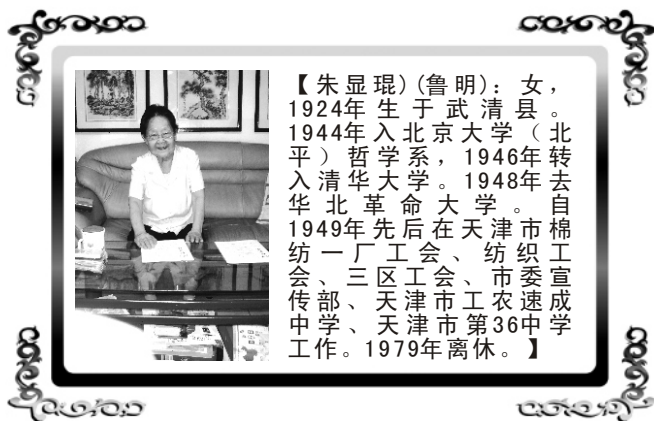 【朱显琨)(鲁明)：女，
1924年生于武清县。
1944年入北京大学（北
平）哲学系，1946年转
入清华大学。1948年去
华北革命大学。自
1949年先后在天津市棉
纺一厂工会、纺织工
会、三区工会、市委宣
传部、天津市工农速成
中学、天津市第36中学
工作。1979年离休。】